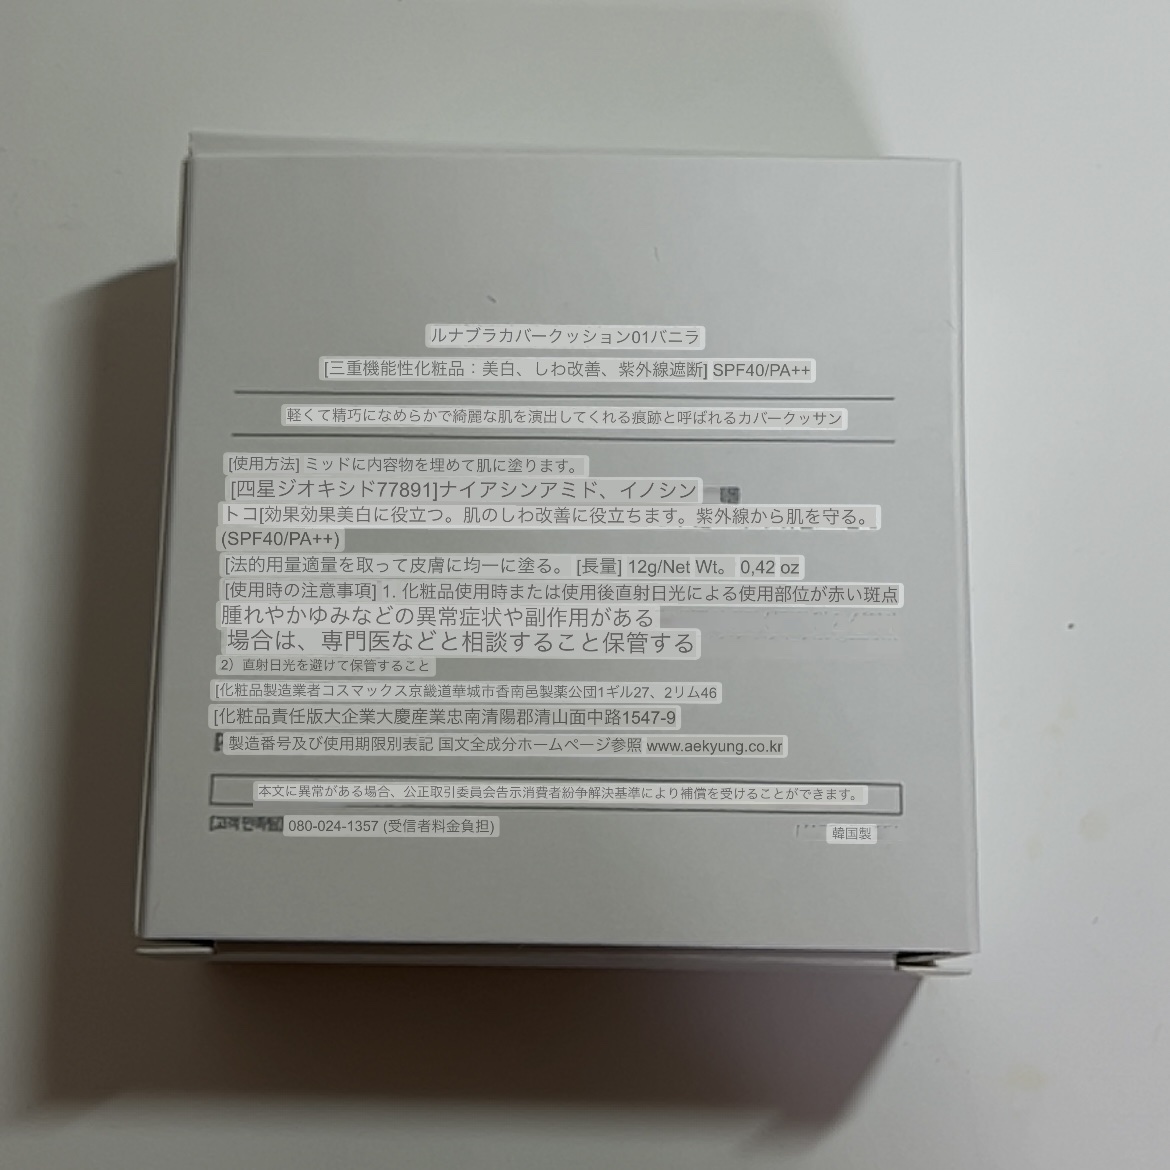 ルナブラカバークッション01バニラ
[三重機能性化粧品：美白、しわ改善、紫外線遮断] SPF40/PA++
軽くて精巧になめらかで綺麗な肌を演出してくれる痕跡と呼ばれるカバークッサン
[使用方法] ミッドに内容物を埋めて肌に塗ります。
[四星ジオキシド77891]ナイアシンアミド、イノシン
トコ[効果効果美白に役立つ。肌のしわ改善に役立ちます。紫外線から肌を守る。
(SPF40/PA++)
[法的用量適量を取って皮膚に均一に塗る。 [長量] 12g/Net Wt。 0,42 oz
[使用時の注意事項] 1. 化粧品使用時または使用後直射日光による使用部位が赤い斑点
腫れやかゆみなどの異常症状や副作用がある
場合は、専門医などと相談すること保管する
2）直射日光を避けて保管すること
[化粧品製造業者コスマックス京畿道華城市香南邑製薬公団1ギル27、2リム46
[化粧品責任版大企業大慶産業忠南清陽郡清山面中路1547-9
製造番号及び使用期限別表記 国文全成分ホームページ参照 www.aekyung.co.kr
本文に異常がある場合、公正取引委員会告示消費者紛争解決基準により補償を受けることができます。
[고객만족팀] 080-024-1357 (受信者料金負担)
韓国製